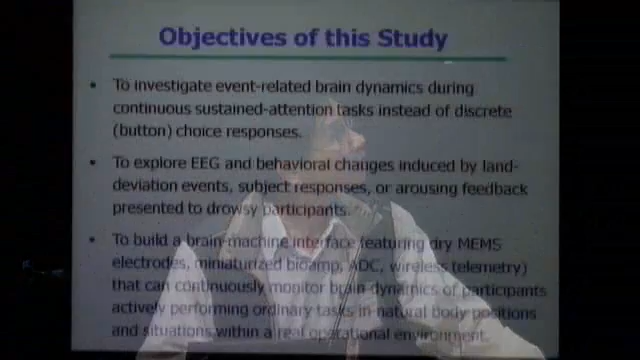 Objectives of this Study
• To investigate event-related brain dynamics during
continuous sustained-attention tasks instead of discrete
(button) choice responses.
• To explore EEG and behavioral changes induced by land-
deviation events, subject responses, or arousing feedback
presented to drowsy participants.
• To build a brain-machine interface featuring dry MEMS
electrodes, miniaturized bioamp, ADC, wireless telemetry)
that can continuously monitor brain dynamics of participants
actively performing ordinary tasks in natural body positions
and situations within a real operational environment.